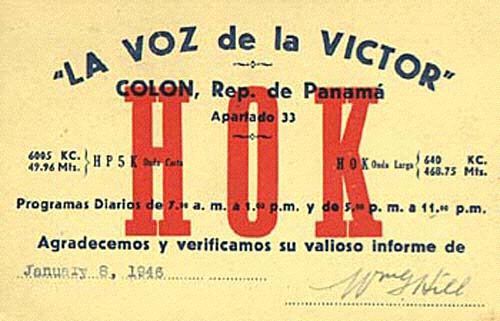 "LA VOZ de la VICTOR"
COLON, Rep. de Panamá
Apartado 33
HOK
6005 KC.
49.96 Mts. } HP5K Onda Corta
HOK Onda Larga { 640 KC.
468.75 Mts.
Programas Diarios de 7.00 a. m. a 1.00 p.m. y de 5.00 p. m. a 11.00 p.m.
Agradecemos y verificamos su valioso informe de
January 8, 1946
Wm G Hill